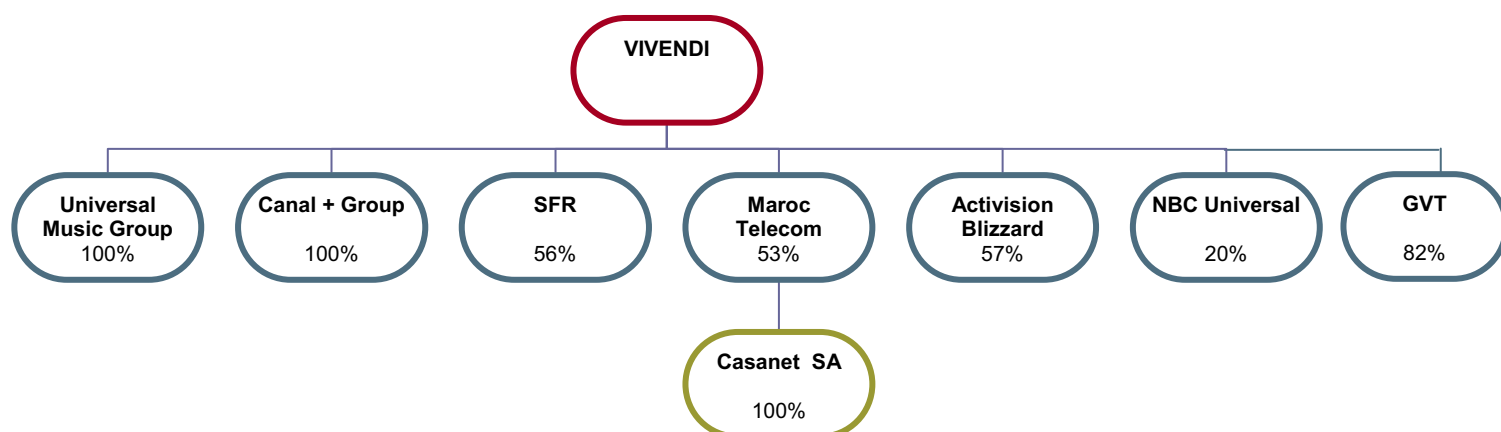 VIVENDI
Universal
Music Group
100%
Canal + Group
100%
SFR
56%
Maroc
Telecom
53%
Activision
Blizzard
57%
NBC Universal
20%
GVT
82%
Casanet SA
100%